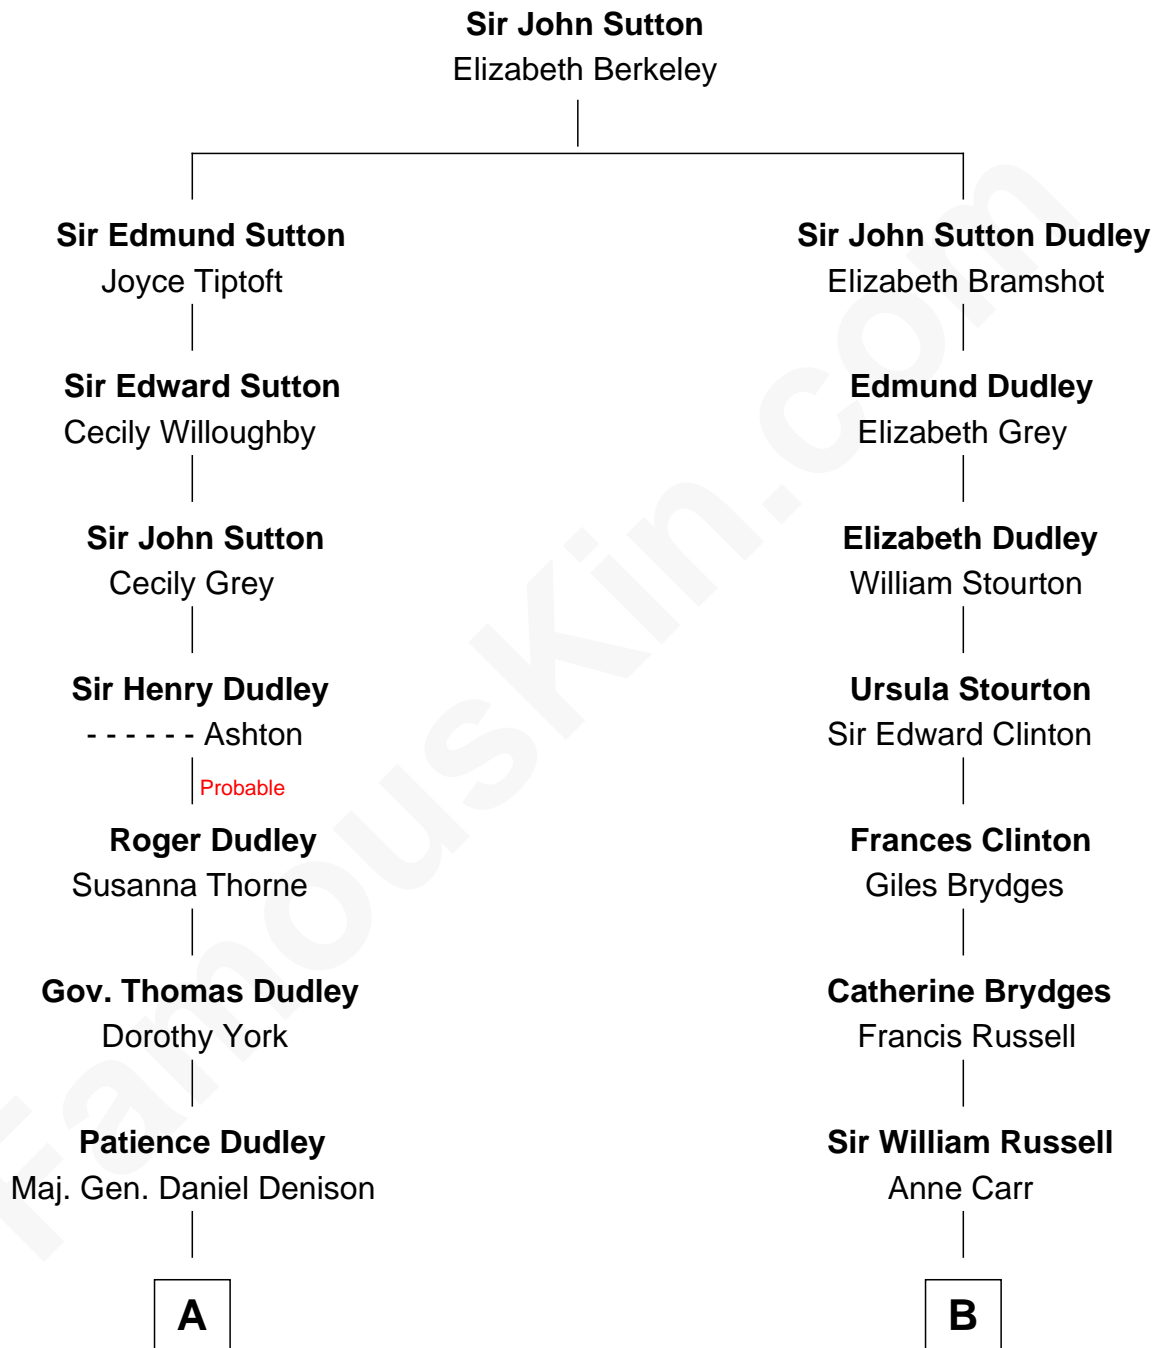 Sir John Sutton
Elizabeth Berkeley
Sir Edmund Sutton
Joyce Tiptoft
Sir John Sutton Dudley
Elizabeth Bramshot
Sir Edward Sutton
Cecily Willoughby
Edmund Dudley
Elizabeth Grey
Sir John Sutton
Cecily Grey
Elizabeth Dudley
William Stourton
Sir Henry Dudley
- - - - - - Ashton
Ursula Stourton
Sir Edward Clinton
Probable
Roger Dudley
Susanna Thorne
Frances Clinton
Giles Brydges
Gov. Thomas Dudley
Dorothy York
Catherine Brydges
Francis Russell
Patience Dudley
Maj. Gen. Daniel Denison
Sir William Russell
Anne Carr
A
B
FamousKin.com